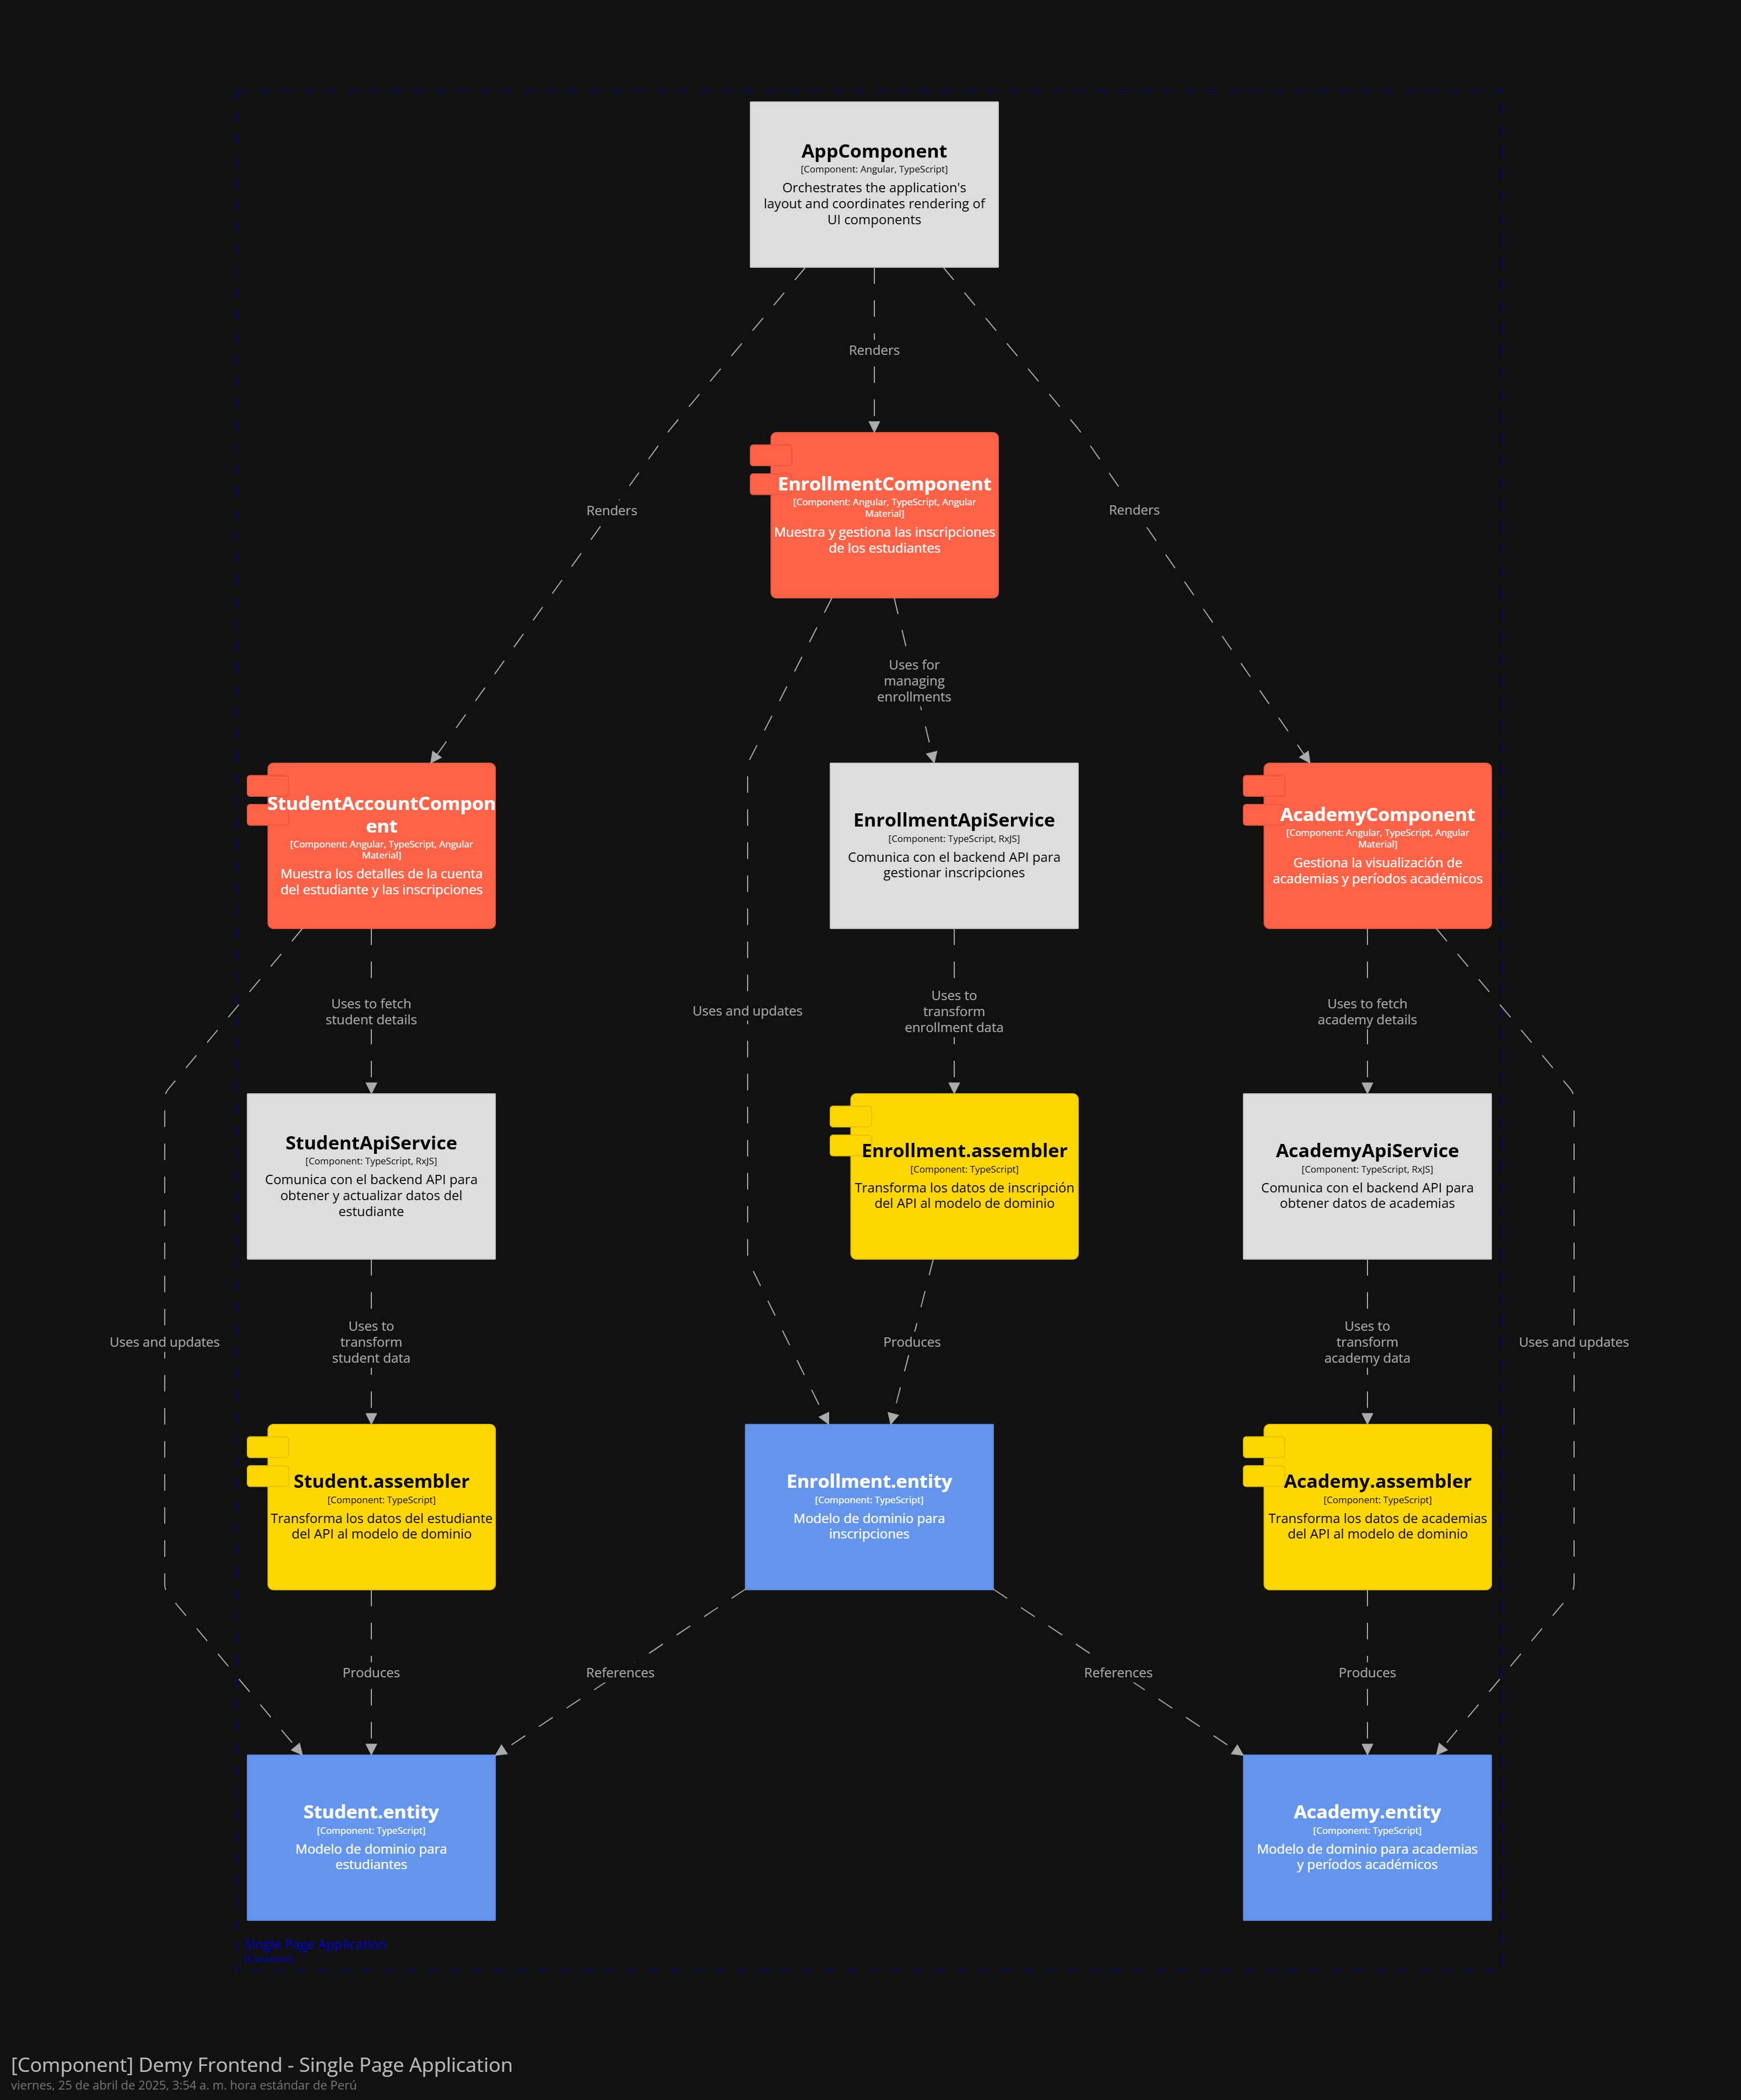 AppComponent
[Component: Angular, TypeScript]
Orchestrates the application's
layout and coordinates rendering of
UI components
Renders
EnrollmentComponent
[Component: Angular, TypeScript, Angular
Material]
Muestra y gestiona las inscripciones
de los estudiantes
Renders
Renders
Uses for
managing
enrollments
StudentAccountCompon
ent
[Component: Angular, TypeScript, Angular
Material]
Muestra los detalles de la cuenta
del estudiante y las inscripciones
EnrollmentApiService
[Component: TypeScript, RxJS]
Comunica con el backend API para
gestionar inscripciones
AcademyComponent
[Component: Angular, TypeScript, Angular
Material]
Gestiona la visualización de
academias y períodos académicos
Uses to fetch
student details
Uses and updates
Uses to
transform
enrollment data
Uses to fetch
academy details
StudentApiService
[Component: TypeScript, RxJS]
Comunica con el backend API para
obtener y actualizar datos del
estudiante
Enrollment.assembler
[Component: TypeScript]
Transforma los datos de inscripción
del API al modelo de dominio
AcademyApiService
[Component: TypeScript, RxJS]
Comunica con el backend API para
obtener datos de academias
Uses and updates
Uses to
transform
student data
Produces
Uses to
transform
academy data
Uses and updates
Student.assembler
[Component: TypeScript]
Transforma los datos del estudiante
del API al modelo de dominio
Enrollment.entity
[Component: TypeScript]
Modelo de dominio para
inscripciones
Academy.assembler
[Component: TypeScript]
Transforma los datos de academias
del API al modelo de dominio
Produces
References
References
Produces
Student.entity
[Component: TypeScript]
Modelo de dominio para
estudiantes
Academy.entity
[Component: TypeScript]
Modelo de dominio para academias
y períodos académicos
Single Page Application
[Container]
[Component] Demy Frontend - Single Page Application
viernes, 25 de abril de 2025, 3:54 a. m. hora estándar de Perú